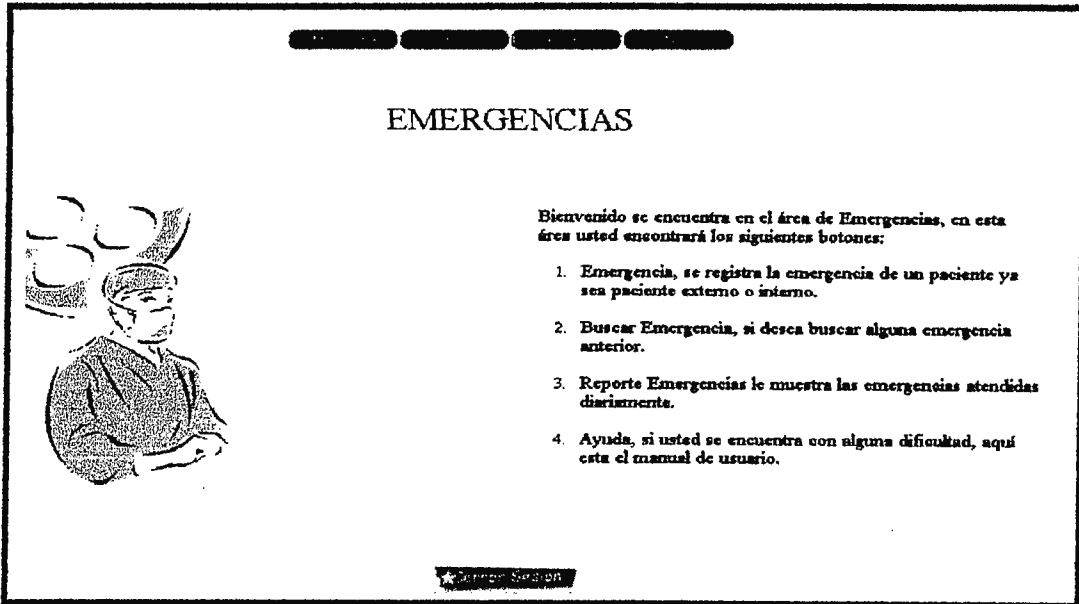 EMERGENCIAS
Bienvenido se encuentra en el área de Emergencias, en esta
área usted encontrará los siguientes botones:
1. Emergencia, se registra la emergencia de un paciente ya
sea paciente externo o interno.
2. Buscar Emergencia, si desea buscar alguna emergencia
anterior.
3. Reporte Emergencias le muestra las emergencias atendidas
diariamente.
4. Ayuda, si usted se encuentra con alguna dificultad, aquí
esta el manual de usuario.
Cerrar Sesion